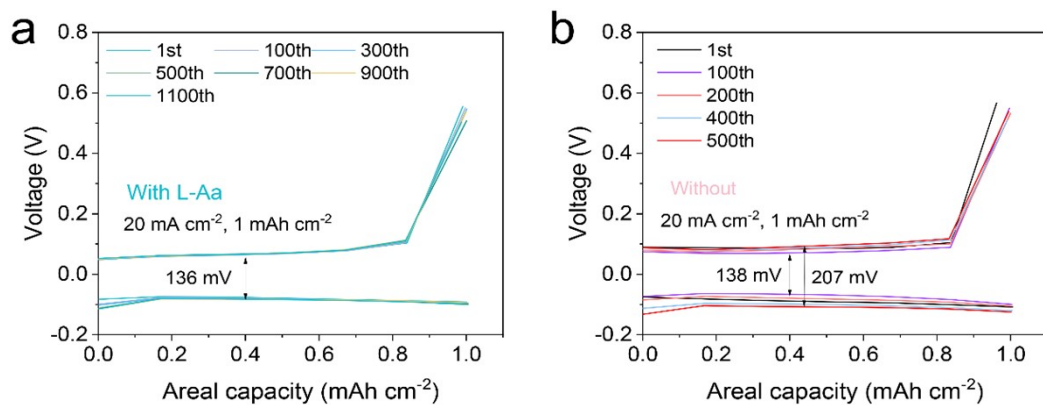 a
1st 100th 300th
500th 700th 900th
1100th
With L-Aa
20 mA cm⁻², 1 mAh cm⁻²
136 mV
Voltage (V)
0.8
0.6
0.4
0.2
0.0
-0.2
0.0 0.2 0.4 0.6 0.8 1.0
Areal capacity (mAh cm⁻²)
b
1st
100th
200th
400th
500th
Without
20 mA cm⁻², 1 mAh cm⁻²
138 mV 207 mV
Voltage (V)
0.8
0.6
0.4
0.2
0.0
-0.2
0.0 0.2 0.4 0.6 0.8 1.0
Areal capacity (mAh cm⁻²)